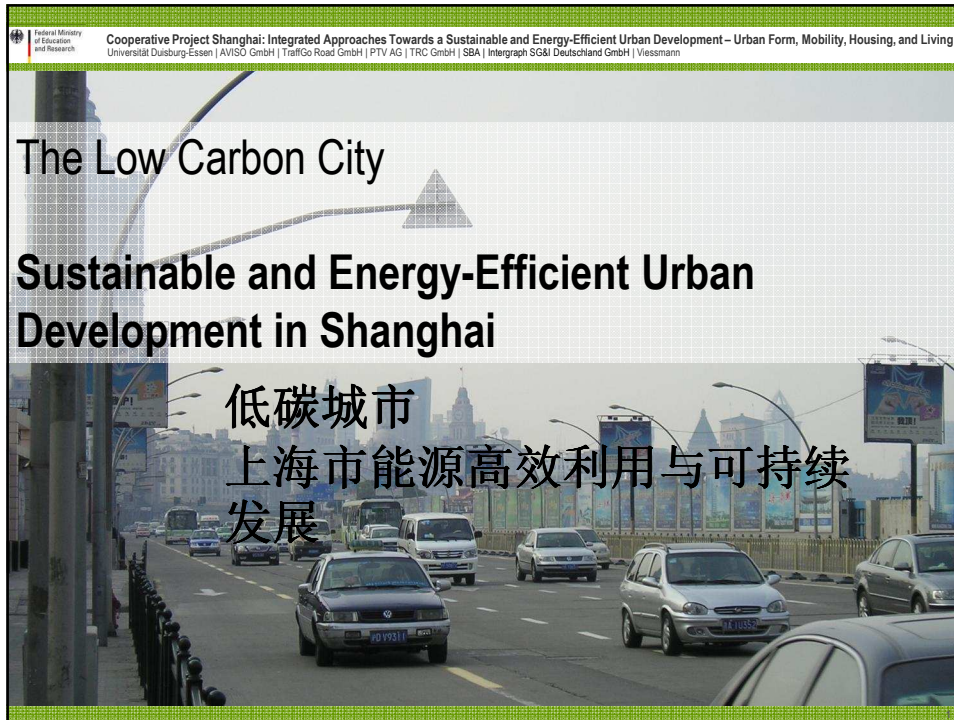 Federal Ministry
of Education
and Research
Cooperative Project Shanghai: Integrated Approaches Towards a Sustainable and Energy-Efficient Urban Development – Urban Form, Mobility, Housing, and Living
Universität Duisburg-Essen | AVISO GmbH | TraffGo Road GmbH | PTV AG | TRC GmbH | SBA | Intergraph SG&I Deutschland GmbH | Viessmann
The Low Carbon City
Sustainable and Energy-Efficient Urban
Development in Shanghai
低碳城市
上海市能源高效利用与可持续
发展